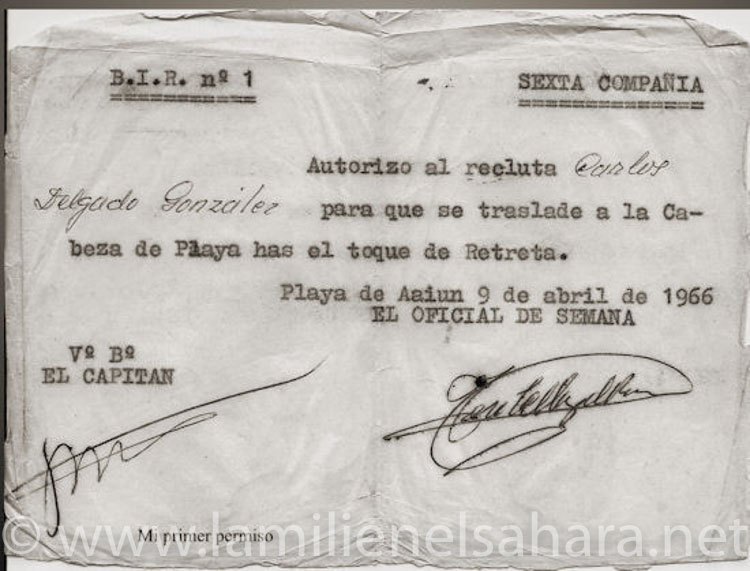 B.I.R. nº 1
SEXTA COMPAÑIA
Autorizo al recluta Carlos
Delgado González para que se traslade a la Ca-
beza de Playa has el toque de Retreta.
Playa de Aaiun 9 de abril de 1966
EL OFICIAL DE SEMANA
Vº Bº
EL CAPITAN
Mi primer permiso
© www.lamilienelsahara.net